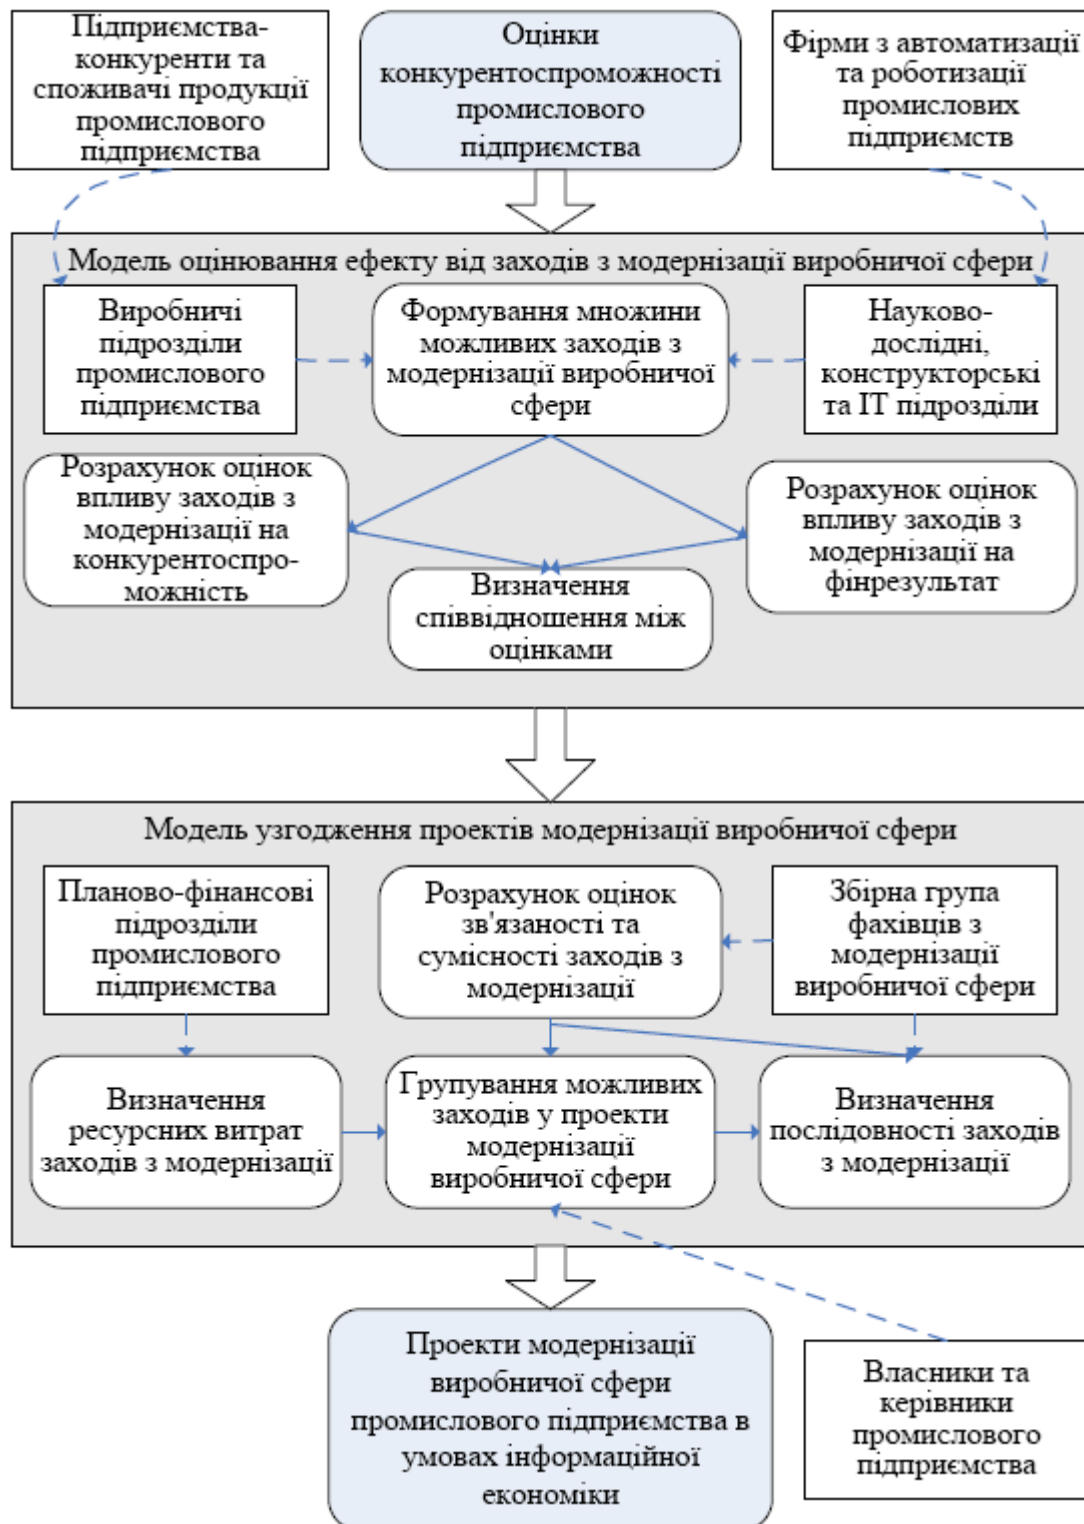 Підприємства-
конкуренти та
споживачі продукції
промислового
підприємства
Оцінки
конкурентоспроможності
промислового
підприємства
Фірми з автоматизації
та роботизації
промислових
підприємств
Модель оцінювання ефекту від заходів з модернізації виробничої сфери
Виробничі
підрозділи
промислового
підприємства
Формування множини
можливих заходів з
модернізації виробничої
сфери
Науково-
дослідні,
конструкторські
та ІТ підрозділи
Розрахунок оцінок
впливу заходів з
модернізації на
конкурентоспро-
можність
Розрахунок оцінок
впливу заходів з
модернізації на
фінрезультат
Визначення
співвідношення між
оцінками
Модель узгодження проектів модернізації виробничої сфери
Планово-фінансові
підрозділи
промислового
підприємства
Розрахунок оцінок
зв'язаності та
сумісності заходів з
модернізації
Збірна група
фахівців з
модернізації
виробничої сфери
Визначення
ресурсних витрат
заходів з модернізації
Групування можливих
заходів у проекти
модернізації
виробничої сфери
Визначення
послідовності заходів
з модернізації
Проекти модернізації
виробничої сфери
промислового підприємства в
умовах інформаційної
економіки
Власники та
керівники
промислового
підприємства